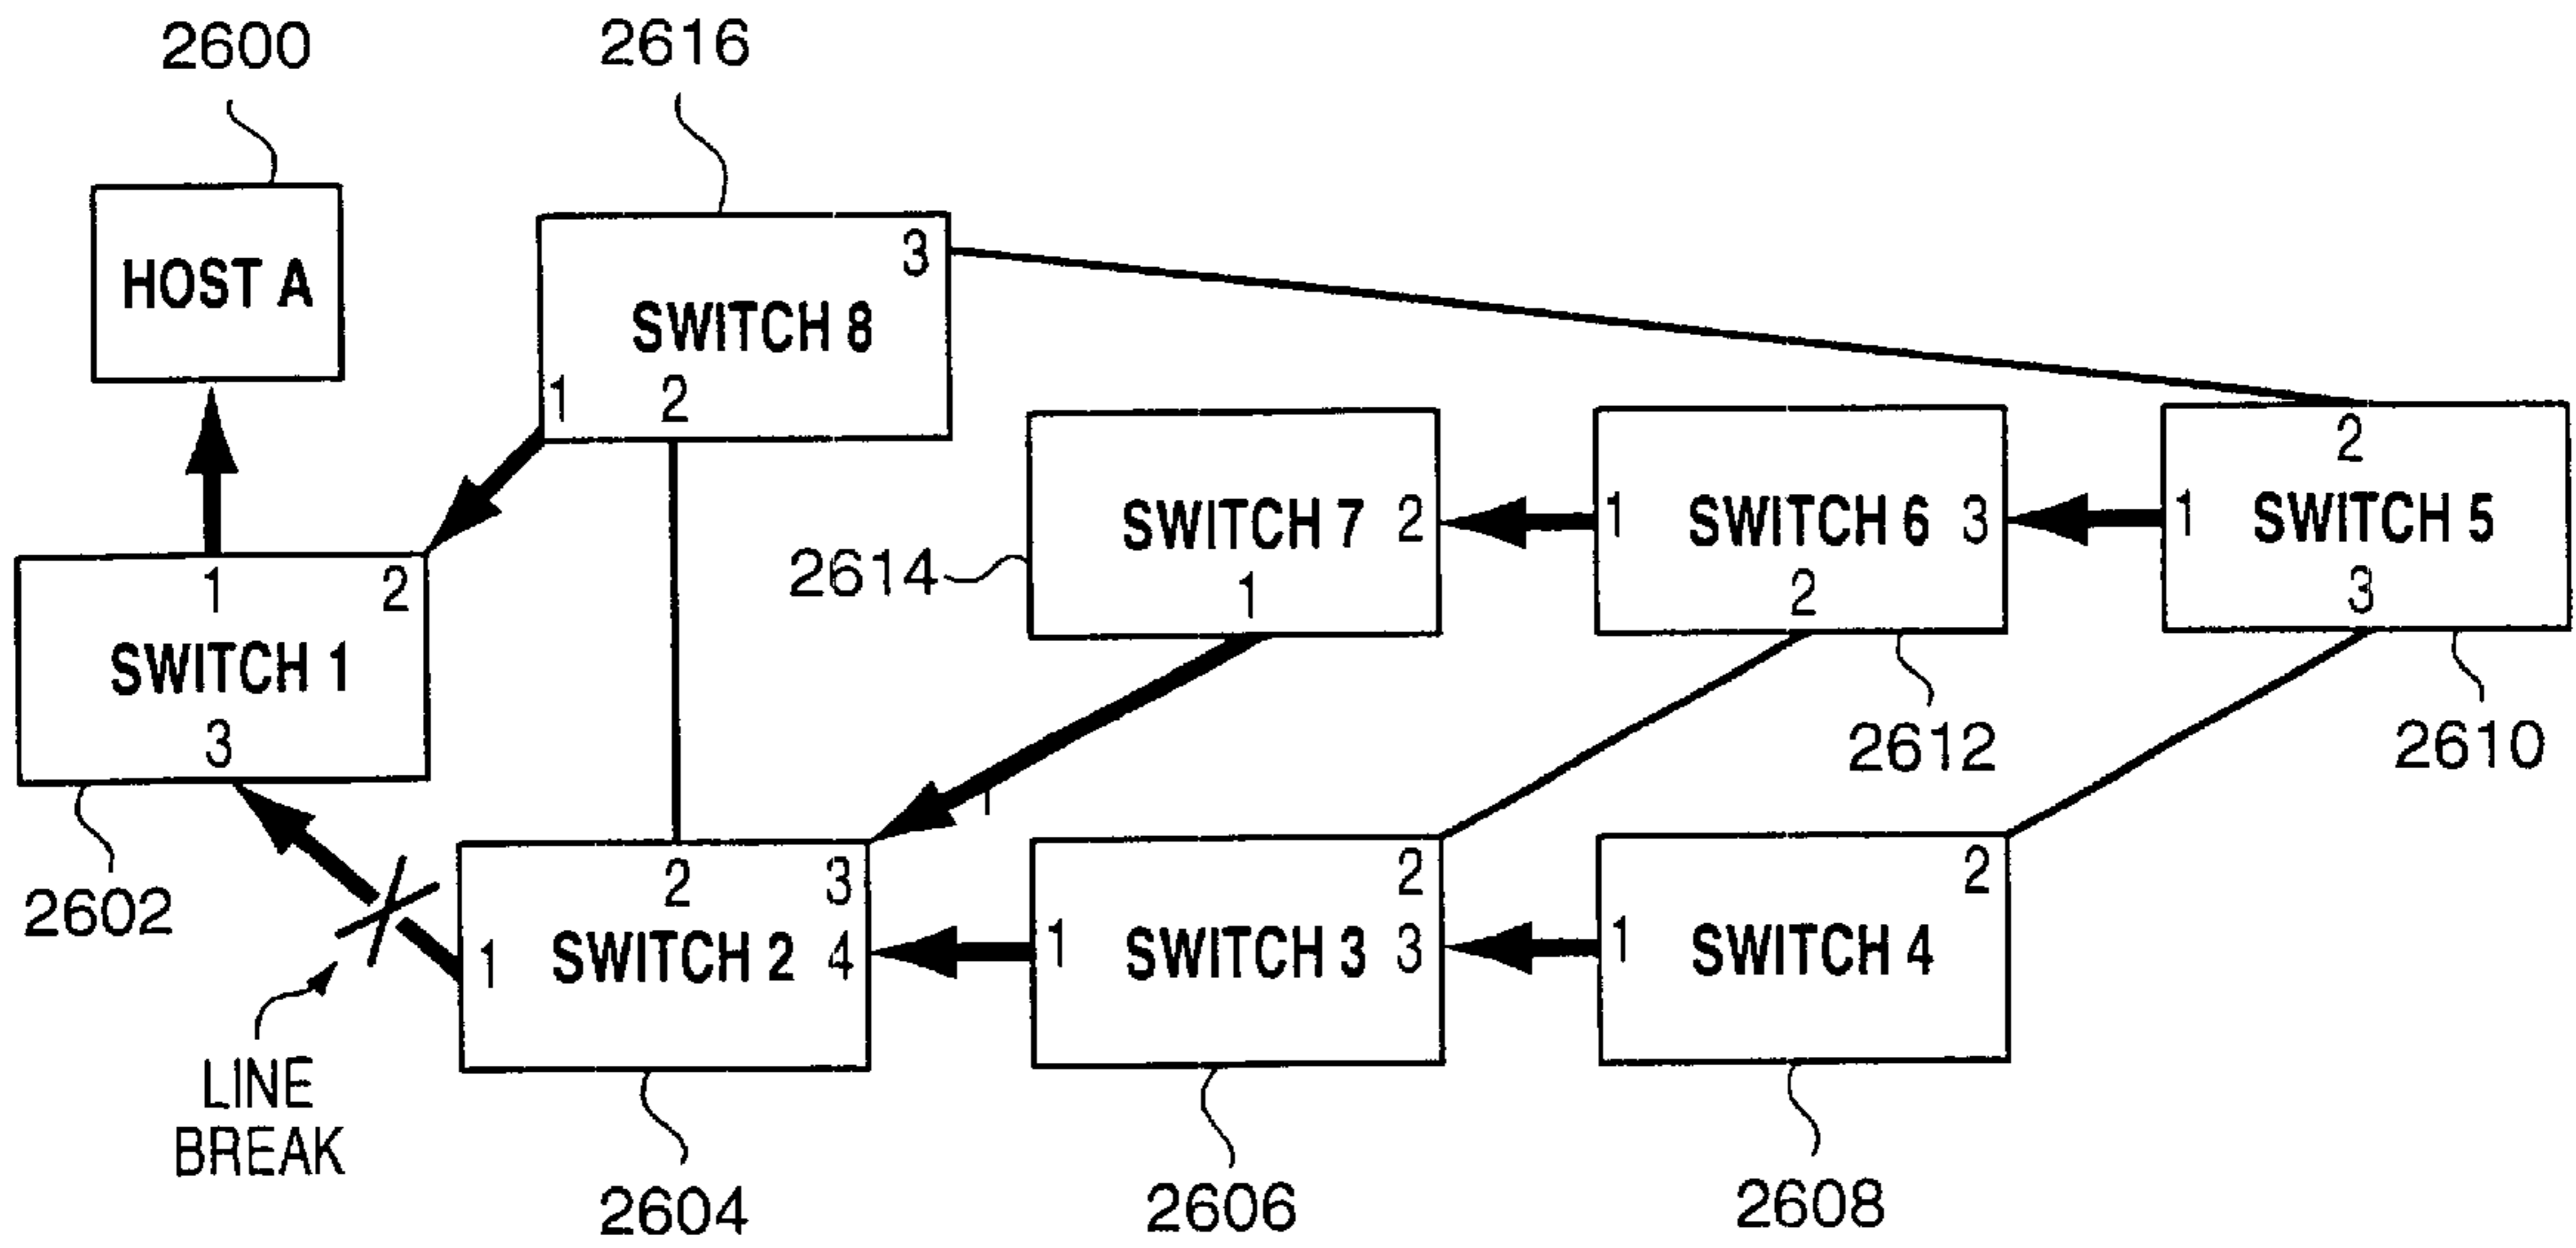 2600
2616
HOST A
3
SWITCH 8
1 2
2
1 SWITCH 5
3
SWITCH 7 2
1
1 SWITCH 6 3
2
2614
1 2
SWITCH 1
3
2612
2610
2602
2 3
1 SWITCH 2 4
2
1 SWITCH 3 3
2
1 SWITCH 4
LINE
BREAK
2604
2606
2608